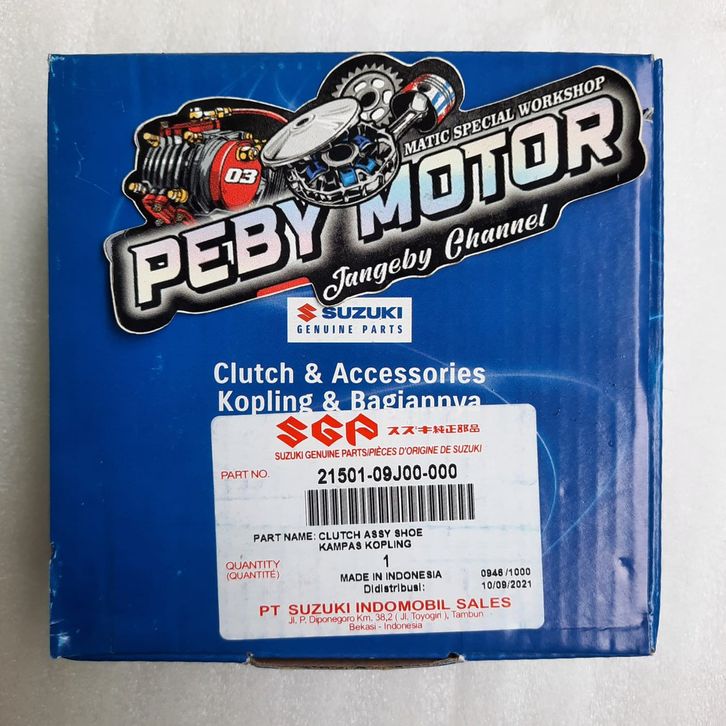 03
MATIC SPECIAL WORKSHOP
PEBY MOTOR
Jangeby Channel
SUZUKI
GENUINE PARTS
Clutch & Accessories
Kopling & Bagiannya
SGP スズキ純正部品
SUZUKI GENUINE PARTS/PIÈCES D'ORIGINE DE SUZUKI
PART NO. 21501-09J00-000
PART NAME: CLUTCH ASSY SHOE
KAMPAS KOPLING
QUANTITY 1
(QUANTITÉ)
MADE IN INDONESIA 0946 /1000
Didistribusi: 10/09/2021
PT SUZUKI INDOMOBIL SALES
Jl. P. Diponegoro Km. 38,2 ( Jl. Toyogiri ), Tambun
Bekasi - Indonesia